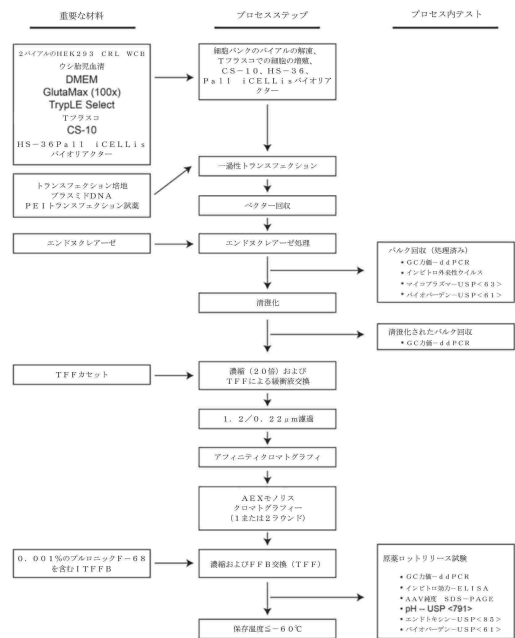 重要な材料
プロセスステップ
プロセス内テスト
2バイアルのHEK293 CRL WCB
ウシ胎児血清
DMEM
GlutaMax (100x)
TrypLE Select
Tフラスコ
CS-10
HS-36Pall iCELLis
バイオリアクター
細胞バンクのバイアルの解凍、
Tフラスコでの細胞の増殖、
CS-10、HS-36、
Pall iCELLisバイオリア
クター
トランスフェクション培地
プラスミドDNA
PEIトランスフェクション試薬
一過性トランスフェクション
ベクター回収
エンドヌクレアーゼ
エンドヌクレアーゼ処理
バルク回収(処理済み)
• GC力価-ddPCR
• インビトロ外来性ウイルス
• マイコプラズマ-USP<63>
• バイオバーデン-USP<61>
清澄化
清澄化されたバルク回収
• GC力価-ddPCR
TFFカセット
濃縮(20倍)および
TFFによる緩衝液交換
1.2/0.22μm濾過
アフィニティクロマトグラフィ
AEXモノリス
クロマトグラフィー
(1または2ラウンド)
0.001%のプルロニックF-68
を含むITFFB
濃縮およびFFB交換(TFF)
原薬ロットリリース試験
• GC力価-ddPCR
• インビトロ効力-ELISA
• AAV純度 SDS-PAGE
• pH – USP <791>
• エンドトキシン-USP<85>
• バイオバーデン-USP<61>
保存温度≦-60℃